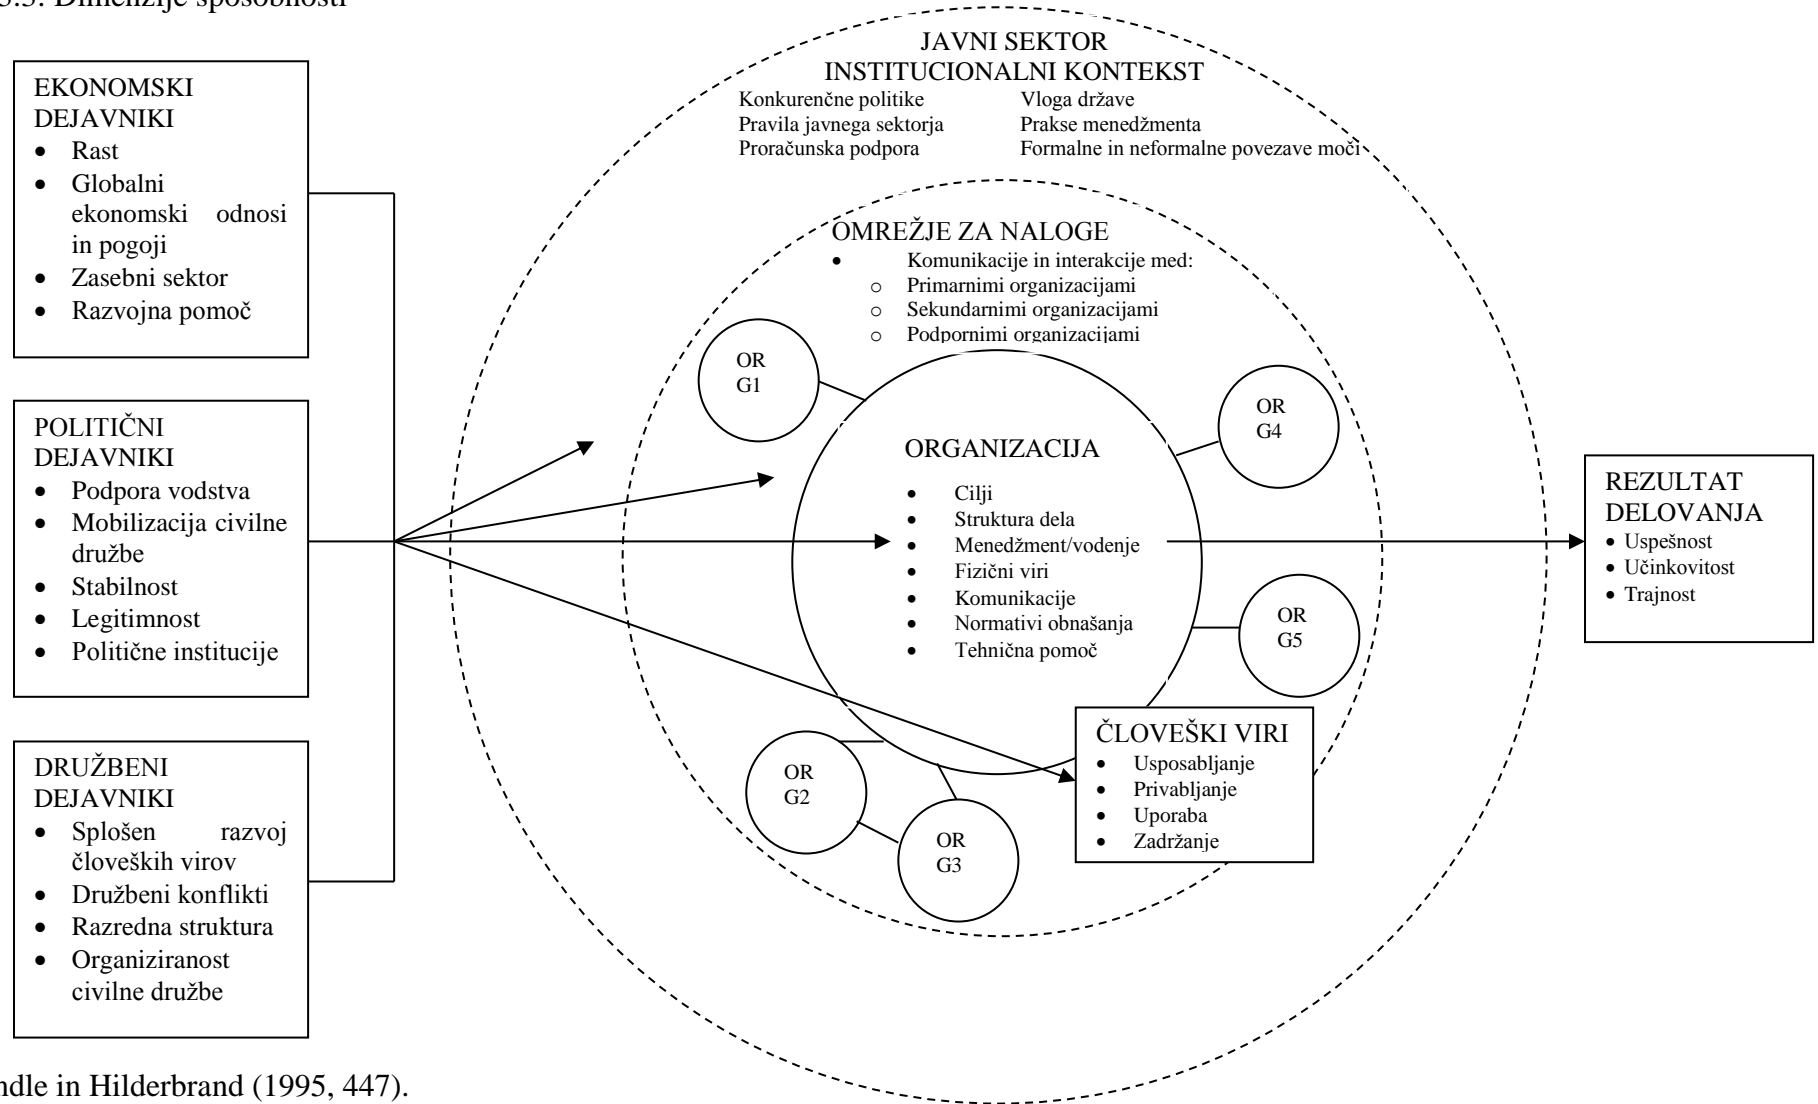 Dimenzije sposobnosti
EKONOMSKI
DEJAVNIKI
• Rast
• Globalni
ekonomski odnosi
in pogoji
• Zasebni sektor
• Razvojna pomoč
POLITIČNI
DEJAVNIKI
• Podpora vodstva
• Mobilizacija civilne
družbe
• Stabilnost
• Legitimnost
• Politične institucije
DRUŽBENI
DEJAVNIKI
• Splošen razvoj
človeških virov
• Družbeni konflikti
• Razredna struktura
• Organiziranost
civilne družbe
JAVNI SEKTOR
INSTITUCIONALNI KONTEKST
Konkurenčne politike
Pravila javnega sektorja
Proračunska podpora
Vloga države
Prakse menedžmenta
Formalne in neformalne povezave moči
OMREŽJE ZA NALOGE
• Komunikacije in interakcije med:
o Primarnimi organizacijami
o Sekundarnimi organizacijami
o Podpornimi organizacijami
OR
G1
OR
G4
ORGANIZACIJA
• Cilji
• Struktura dela
• Menedžment/vodenje
• Fizični viri
• Komunikacije
• Normativi obnašanja
• Tehnična pomoč
OR
G5
OR
G2
OR
G3
ČLOVEŠKI VIRI
• Usposabljanje
• Privabljanje
• Uporaba
• Zadržanje
REZULTAT
DELOVANJA
• Uspešnost
• Učinkovitost
• Trajnost
ndle in Hilderbrand (1995, 447).